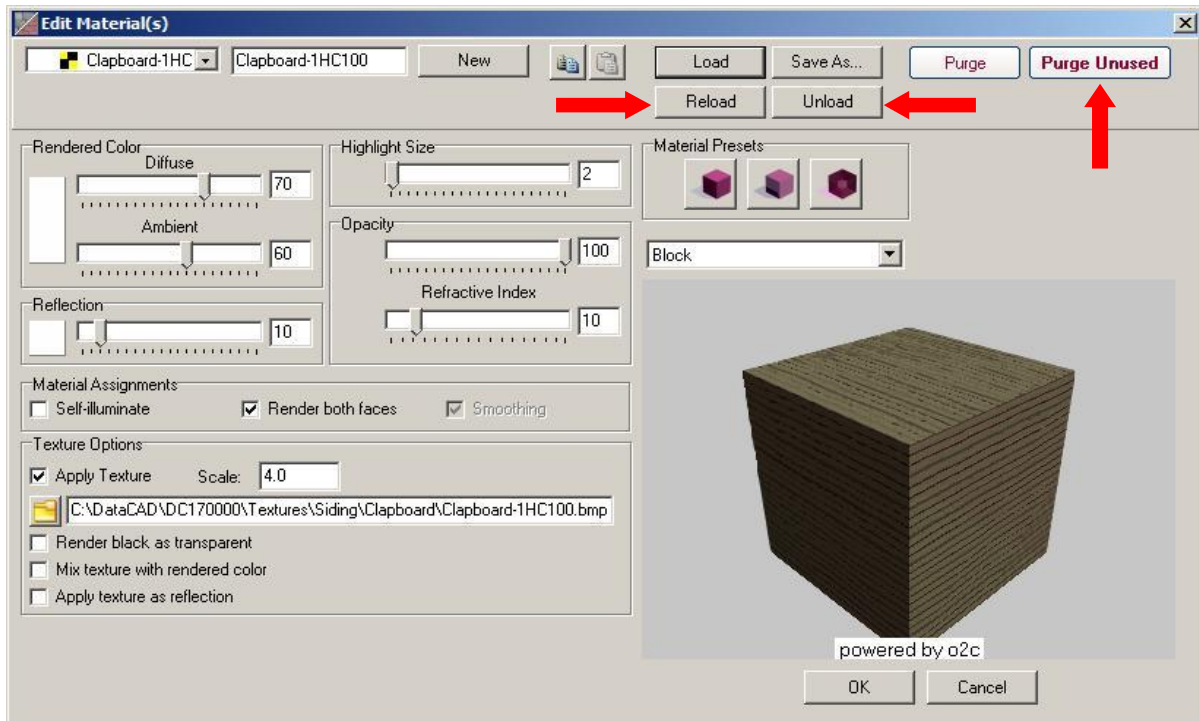 Edit Material(s)
Clapboard-1HC
Clapboard-1HC100
New
Load
Save As...
Purge
Purge Unused
Reload
Unload
Rendered Color
Diffuse
70
Ambient
60
Reflection
10
Highlight Size
2
Opacity
100
Refractive Index
10
Material Presets
Block
Material Assignments
Self-illuminate
Render both faces
Smoothing
Texture Options
Apply Texture
Scale:
4.0
C:\DataCAD\DC170000\Textures\Siding\Clapboard\Clapboard-1HC100.bmp
Render black as transparent
Mix texture with rendered color
Apply texture as reflection
powered by o2c
OK
Cancel